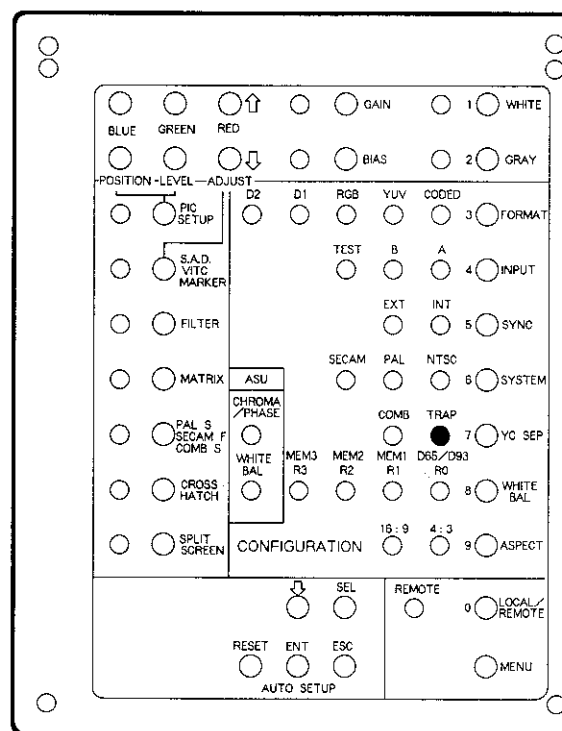 GAIN 1 WHITE
BLUE GREEN RED
BIAS 2 GRAY
POSITION - LEVEL - ADJUST
D2 D1 RGB YUV CODED
PIC SETUP 3 FORMAT
TEST B A
S.A.D. VITC MARKER 4 INPUT
EXT INT
FILTER 5 SYNC
SECAM PAL NTSC
MATRIX ASU 6 SYSTEM
CHROMA /PHASE
COMB TRAP
PAL S SECAM F COMB S 7 YC SEP
WHITE BAL MEM3 R3 MEM2 R2 MEM1 R1 D65/D93 R0
CROSS HATCH 8 WHITE BAL
16:9 4:3
SPLIT SCREEN CONFIGURATION 9 ASPECT
SEL REMOTE
0 LOCAL/ REMOTE
RESET ENT ESC
MENU
AUTO SETUP